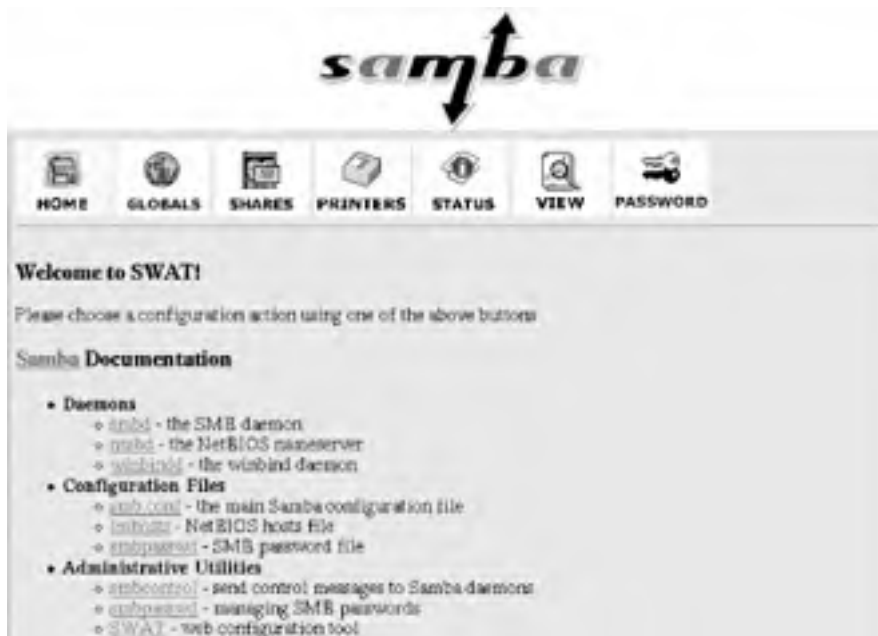 samba
HOME GLOBALS SHARES PRINTERS STATUS VIEW PASSWORD
Welcome to SWAT!
Please choose a configuration action using one of the above buttons
Samba Documentation
• Daemons
o smbd - the SMB daemon
o nmbd - the NetBIOS nameserver
o winbindd - the winbind daemon
• Configuration Files
o smb.conf - the main Samba configuration file
o lmhosts - NetBIOS hosts file
o smbpasswd - SMB password file
• Administrative Utilities
o smbcontrol - send control messages to Samba daemons
o smbpasswd - managing SMB passwords
o SWAT - web configuration tool